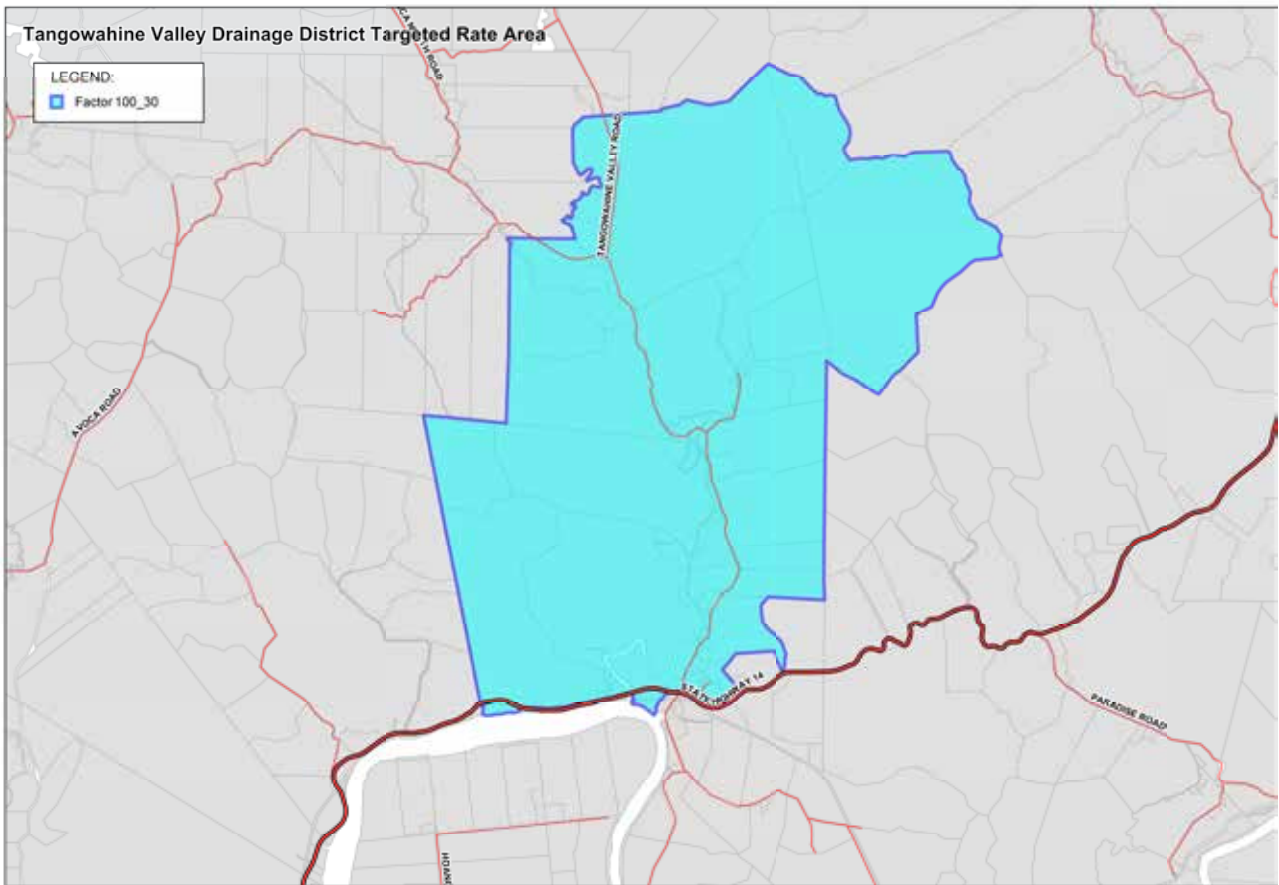 Tangowahine Valley Drainage District Targeted Rate Area
LEGEND:
Factor 100_30
TANGOWAHINE VALLEY ROAD
AVOCA ROAD
STATE HIGHWAY 14
PARADISE ROAD